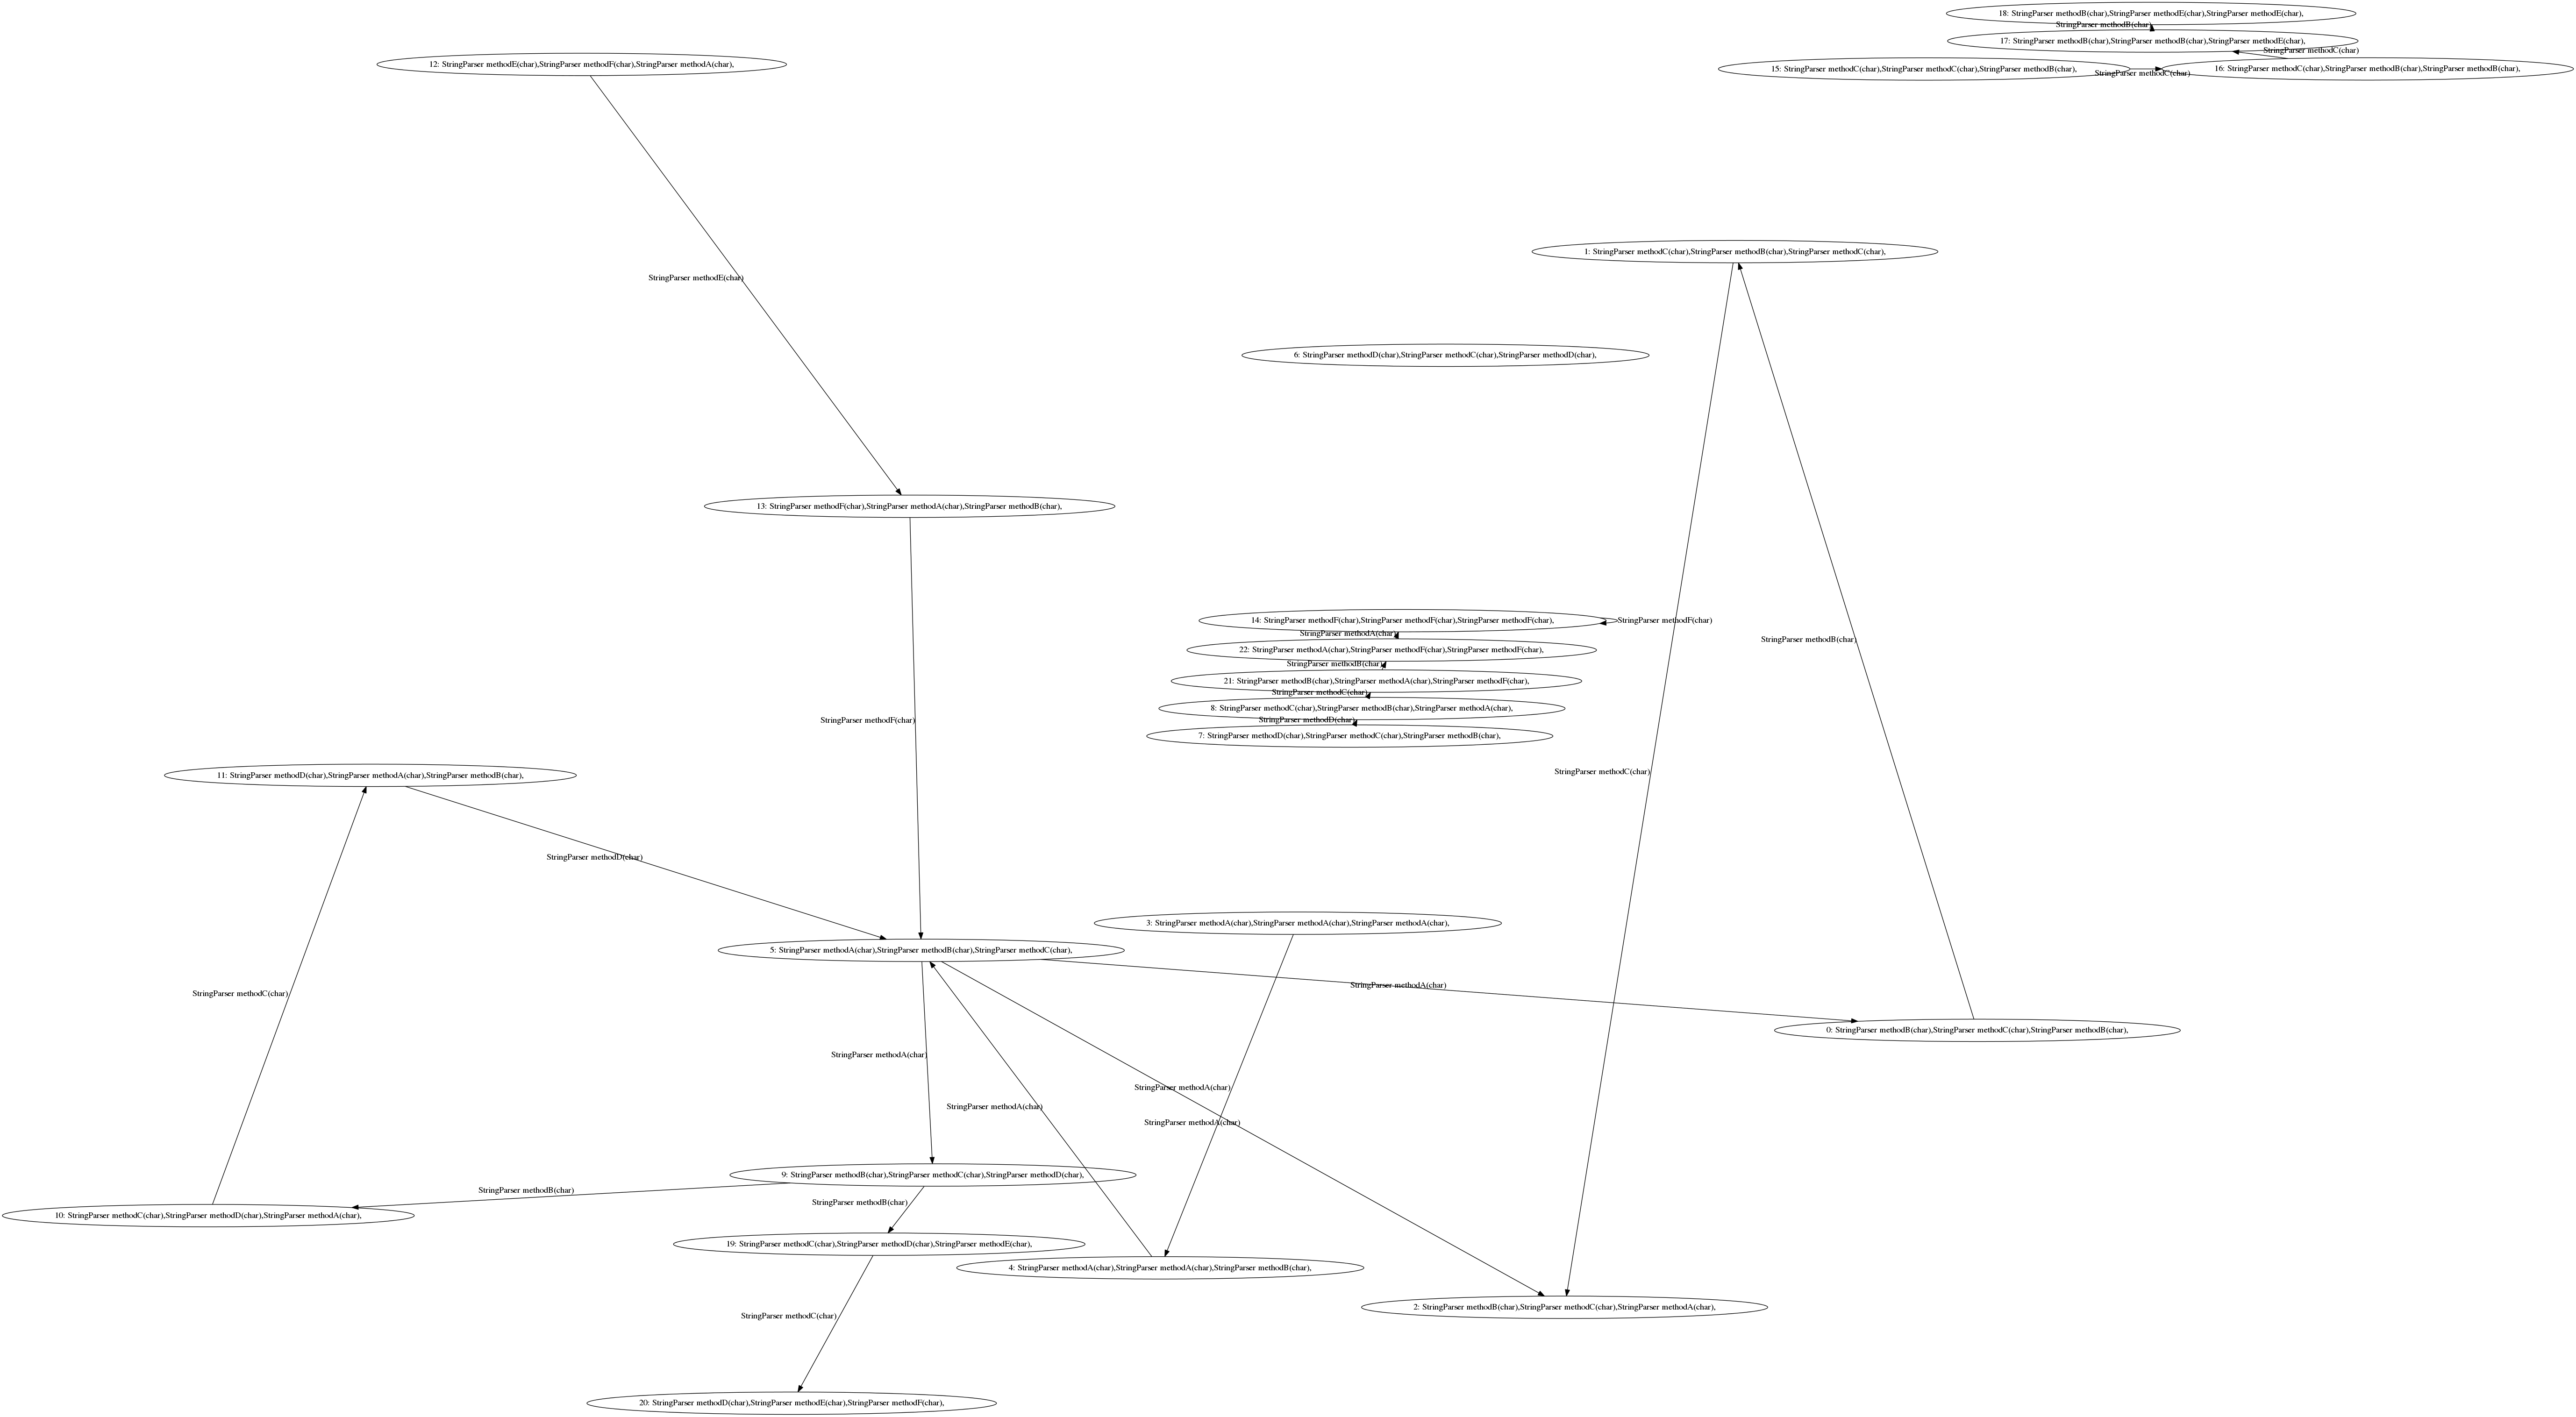 18: StringParser methodB(char),StringParser methodE(char),StringParser methodE(char),
StringParser methodB(char)
17: StringParser methodB(char),StringParser methodB(char),StringParser methodE(char),
StringParser methodC(char)
12: StringParser methodE(char),StringParser methodF(char),StringParser methodA(char),
15: StringParser methodC(char),StringParser methodC(char),StringParser methodB(char),
StringParser methodC(char)
16: StringParser methodC(char),StringParser methodB(char),StringParser methodB(char),
1: StringParser methodC(char),StringParser methodB(char),StringParser methodC(char),
StringParser methodE(char)
6: StringParser methodD(char),StringParser methodC(char),StringParser methodD(char),
13: StringParser methodF(char),StringParser methodA(char),StringParser methodB(char),
14: StringParser methodF(char),StringParser methodF(char),StringParser methodF(char),
StringParser methodF(char)
StringParser methodA(char)
StringParser methodB(char)
22: StringParser methodA(char),StringParser methodF(char),StringParser methodF(char),
StringParser methodB(char)
21: StringParser methodB(char),StringParser methodA(char),StringParser methodF(char),
StringParser methodC(char)
8: StringParser methodC(char),StringParser methodB(char),StringParser methodA(char),
StringParser methodF(char)
StringParser methodD(char)
7: StringParser methodD(char),StringParser methodC(char),StringParser methodB(char),
StringParser methodC(char)
11: StringParser methodD(char),StringParser methodA(char),StringParser methodB(char),
StringParser methodD(char)
3: StringParser methodA(char),StringParser methodA(char),StringParser methodA(char),
5: StringParser methodA(char),StringParser methodB(char),StringParser methodC(char),
StringParser methodA(char)
StringParser methodC(char)
0: StringParser methodB(char),StringParser methodC(char),StringParser methodB(char),
StringParser methodA(char)
StringParser methodA(char)
StringParser methodA(char)
StringParser methodA(char)
9: StringParser methodB(char),StringParser methodC(char),StringParser methodD(char),
StringParser methodB(char)
StringParser methodB(char)
10: StringParser methodC(char),StringParser methodD(char),StringParser methodA(char),
19: StringParser methodC(char),StringParser methodD(char),StringParser methodE(char),
4: StringParser methodA(char),StringParser methodA(char),StringParser methodB(char),
2: StringParser methodB(char),StringParser methodC(char),StringParser methodA(char),
StringParser methodC(char)
20: StringParser methodD(char),StringParser methodE(char),StringParser methodF(char),